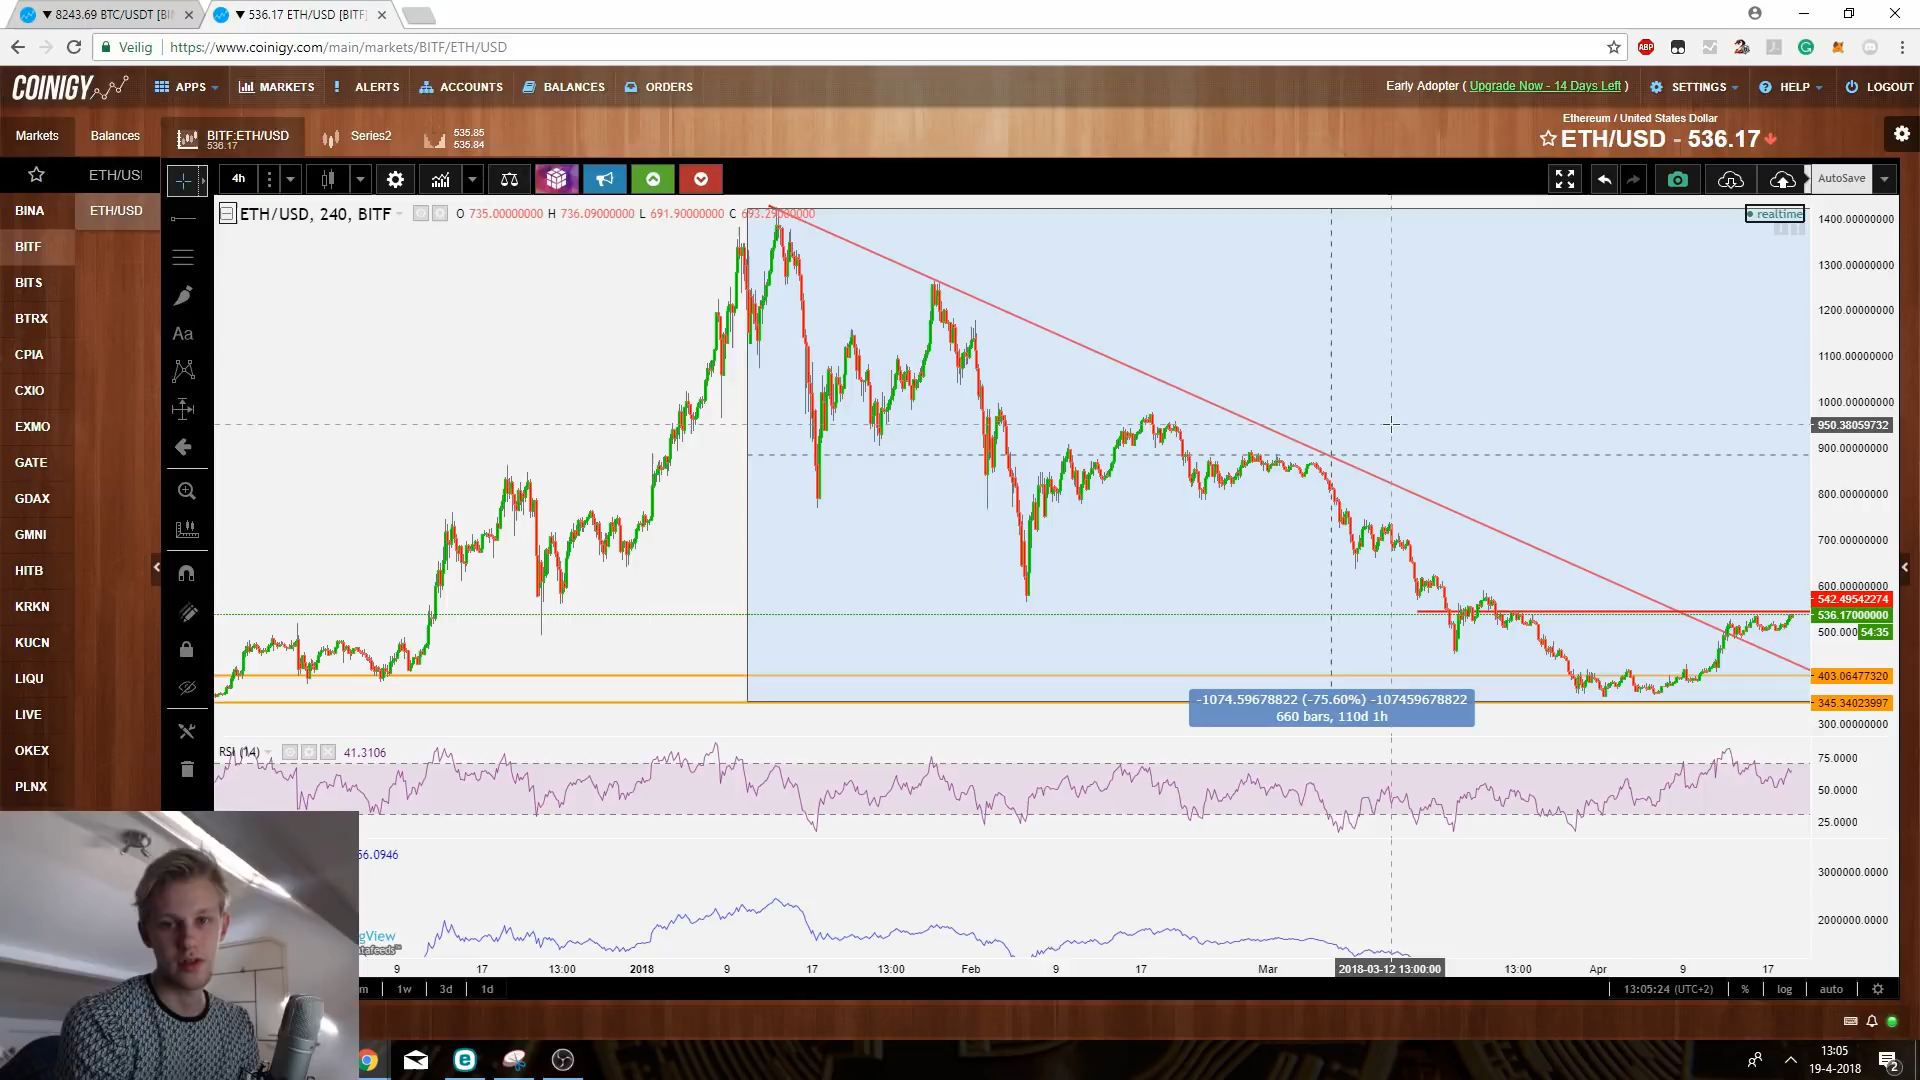 ▼ 8243.69 BTC/USDT [BIN
▼ 536.17 ETH/USD [BITF]
Veilig
https://www.coinigy.com/main/markets/BITF/ETH/USD
COINIGY
APPS
MARKETS
ALERTS
ACCOUNTS
BALANCES
ORDERS
Early Adopter ( Upgrade Now - 14 Days Left )
SETTINGS
HELP
LOGOUT
Markets
Balances
BITF:ETH/USD
536.17
Series2
535.85
535.84
Ethereum / United States Dollar
ETH/USD - 536.17
ETH/USI
4h
AutoSave
BINA
ETH/USD
BITF
BITS
BTRX
CPIA
CXIO
EXMO
GATE
GDAX
GMNI
HITB
KRKN
KUCN
LIQU
LIVE
OKEX
PLNX
Aa
ETH/USD, 240, BITF
O 735.00000000 H 736.09000000 L 691.90000000 C 693.29000000
realtime
1400.00000000
1300.00000000
1200.00000000
1100.00000000
1000.00000000
950.38059732
900.00000000
800.00000000
700.00000000
600.00000000
542.49542274
536.17000000
500.000
54:35
403.06477320
345.34023997
300.00000000
-1074.59678822 (-75.60%) -107459678822
660 bars, 110d 1h
RSI (14)
41.3106
75.0000
50.0000
25.0000
56.0946
3000000.0000
2000000.0000
9
17
13:00
2018
9
17
13:00
Feb
9
17
Mar
2018-03-12 13:00:00
13:00
Apr
9
17
1w
3d
1d
13:05:24 (UTC+2)
%
log
auto
13:05
19-4-2018
2